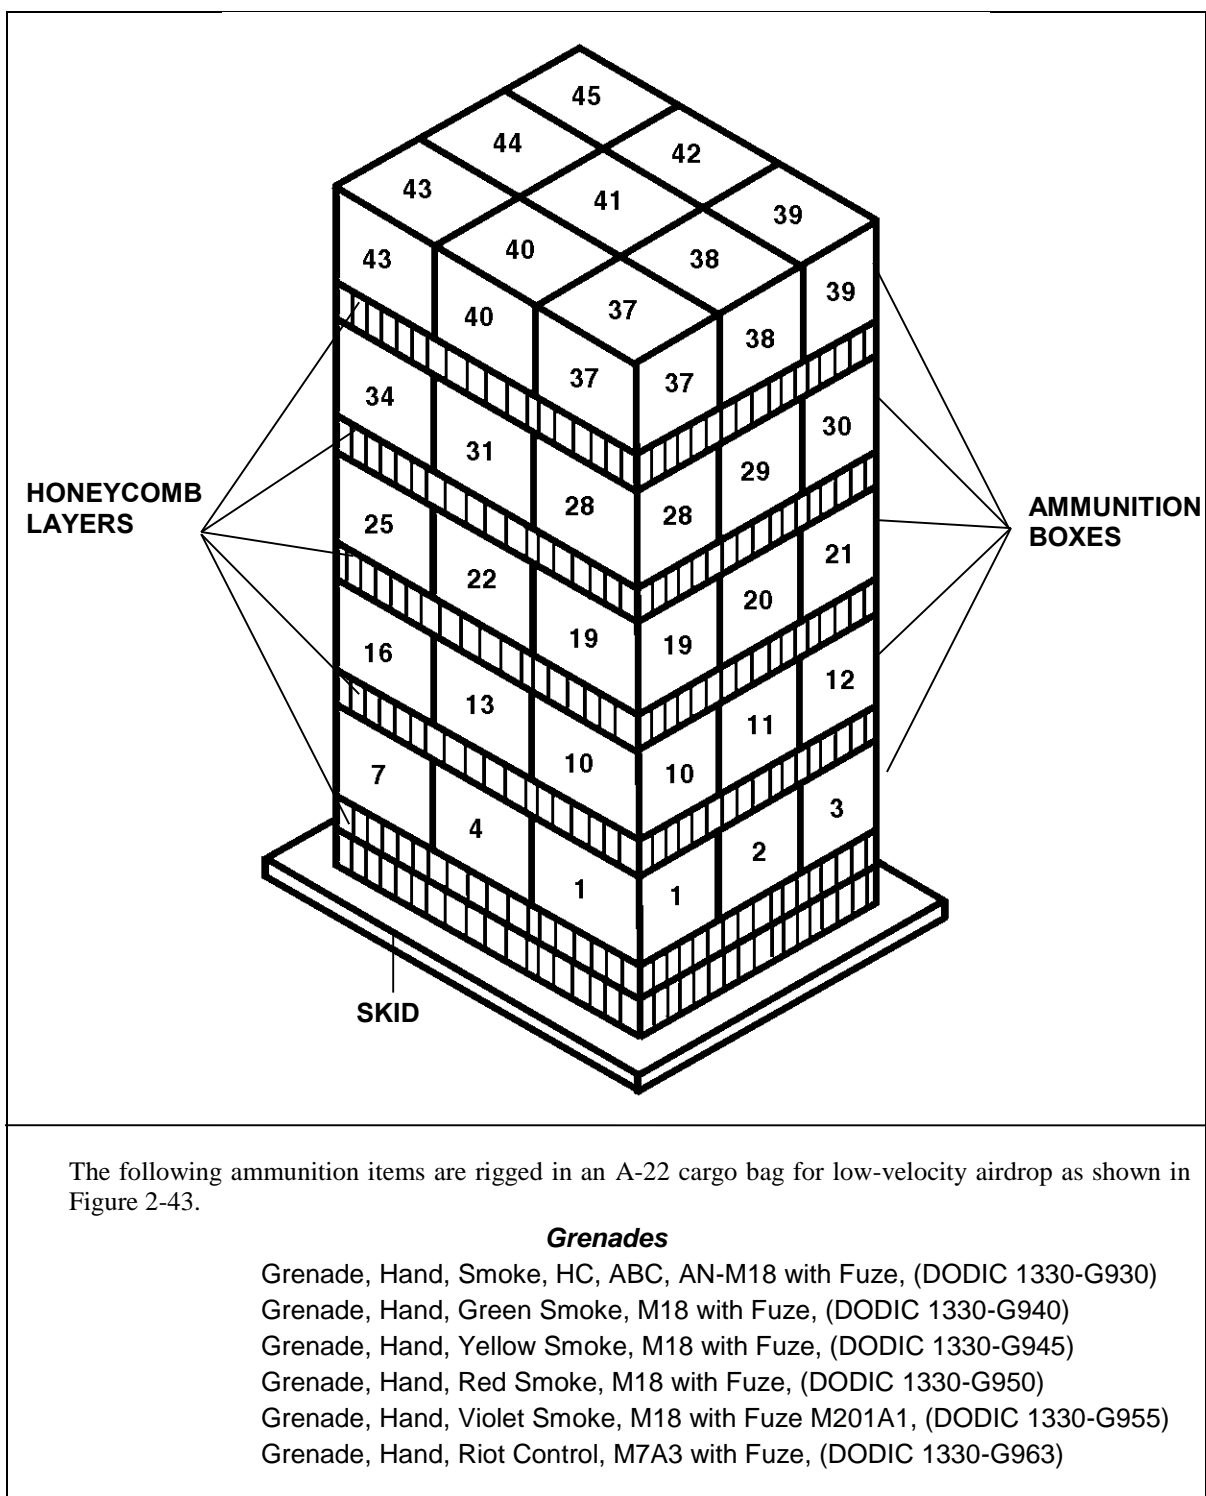 45
44
42
43
41
39
40
38
37
43
39
40
38
37
37
34
30
31
29
28
28
HONEYCOMB
LAYERS
AMMUNITION
BOXES
25
21
22
20
19
19
16
12
13
11
10
10
7
3
4
2
1
1
SKID
The following ammunition items are rigged in an A-22 cargo bag for low-velocity airdrop as shown in
Figure 2-43.
Grenades
Grenade, Hand, Smoke, HC, ABC, AN-M18 with Fuze, (DODIC 1330-G930)
Grenade, Hand, Green Smoke, M18 with Fuze, (DODIC 1330-G940)
Grenade, Hand, Yellow Smoke, M18 with Fuze, (DODIC 1330-G945)
Grenade, Hand, Red Smoke, M18 with Fuze, (DODIC 1330-G950)
Grenade, Hand, Violet Smoke, M18 with Fuze M201A1, (DODIC 1330-G955)
Grenade, Hand, Riot Control, M7A3 with Fuze, (DODIC 1330-G963)